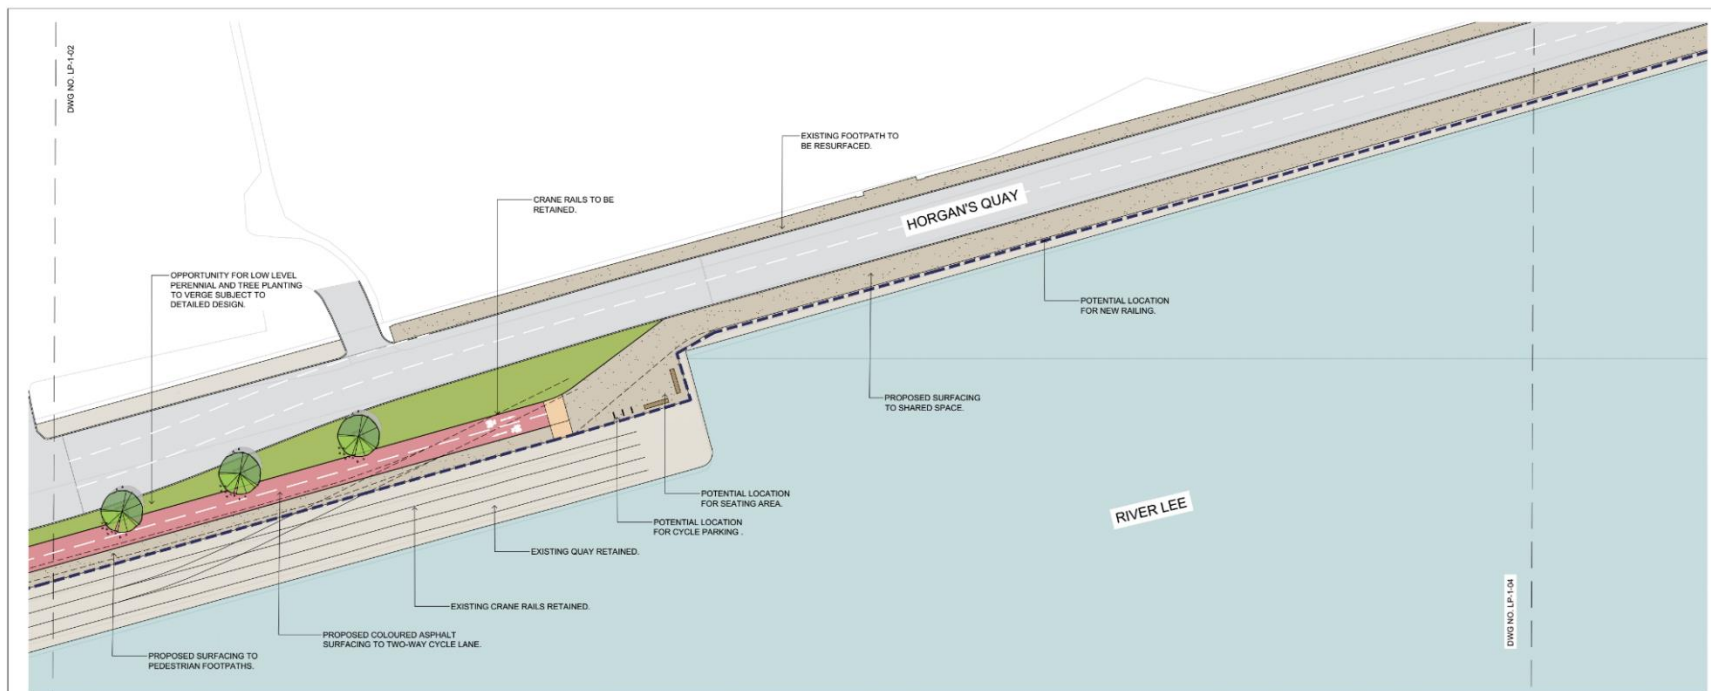 DWG NO. LP-1-02
EXISTING FOOTPATH TO
BE RESURFACED.
CRANE RAILS TO BE
RETAINED.
HORGAN'S QUAY
OPPORTUNITY FOR LOW LEVEL
PERENNIAL AND TREE PLANTING
TO VERGE SUBJECT TO
DETAILED DESIGN.
POTENTIAL LOCATION
FOR NEW RAILING.
PROPOSED SURFACING
TO SHARED SPACE.
POTENTIAL LOCATION
FOR SEATING AREA.
RIVER LEE
POTENTIAL LOCATION
FOR CYCLE PARKING .
EXISTING QUAY RETAINED.
EXISTING CRANE RAILS RETAINED.
PROPOSED COLOURED ASPHALT
SURFACING TO TWO-WAY CYCLE LANE.
PROPOSED SURFACING TO
PEDESTRIAN FOOTPATHS.
DWG NO. LP-1-04